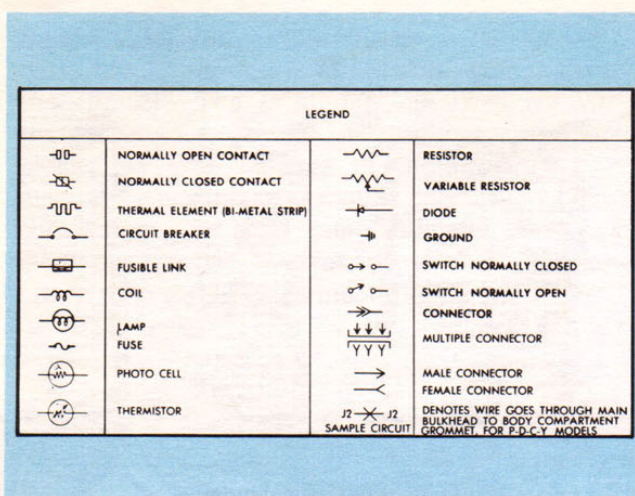 LEGEND
NORMALLY OPEN CONTACT
NORMALLY CLOSED CONTACT
THERMAL ELEMENT (BI-METAL STRIP)
CIRCUIT BREAKER
FUSIBLE LINK
COIL
LAMP
FUSE
PHOTO CELL
THERMISTOR
RESISTOR
VARIABLE RESISTOR
DIODE
GROUND
SWITCH NORMALLY CLOSED
SWITCH NORMALLY OPEN
CONNECTOR
MULTIPLE CONNECTOR
MALE CONNECTOR
FEMALE CONNECTOR
J2 J2
SAMPLE CIRCUIT
DENOTES WIRE GOES THROUGH MAIN
BULKHEAD TO BODY COMPARTMENT
GROMMET, FOR P-D-C-Y MODELS